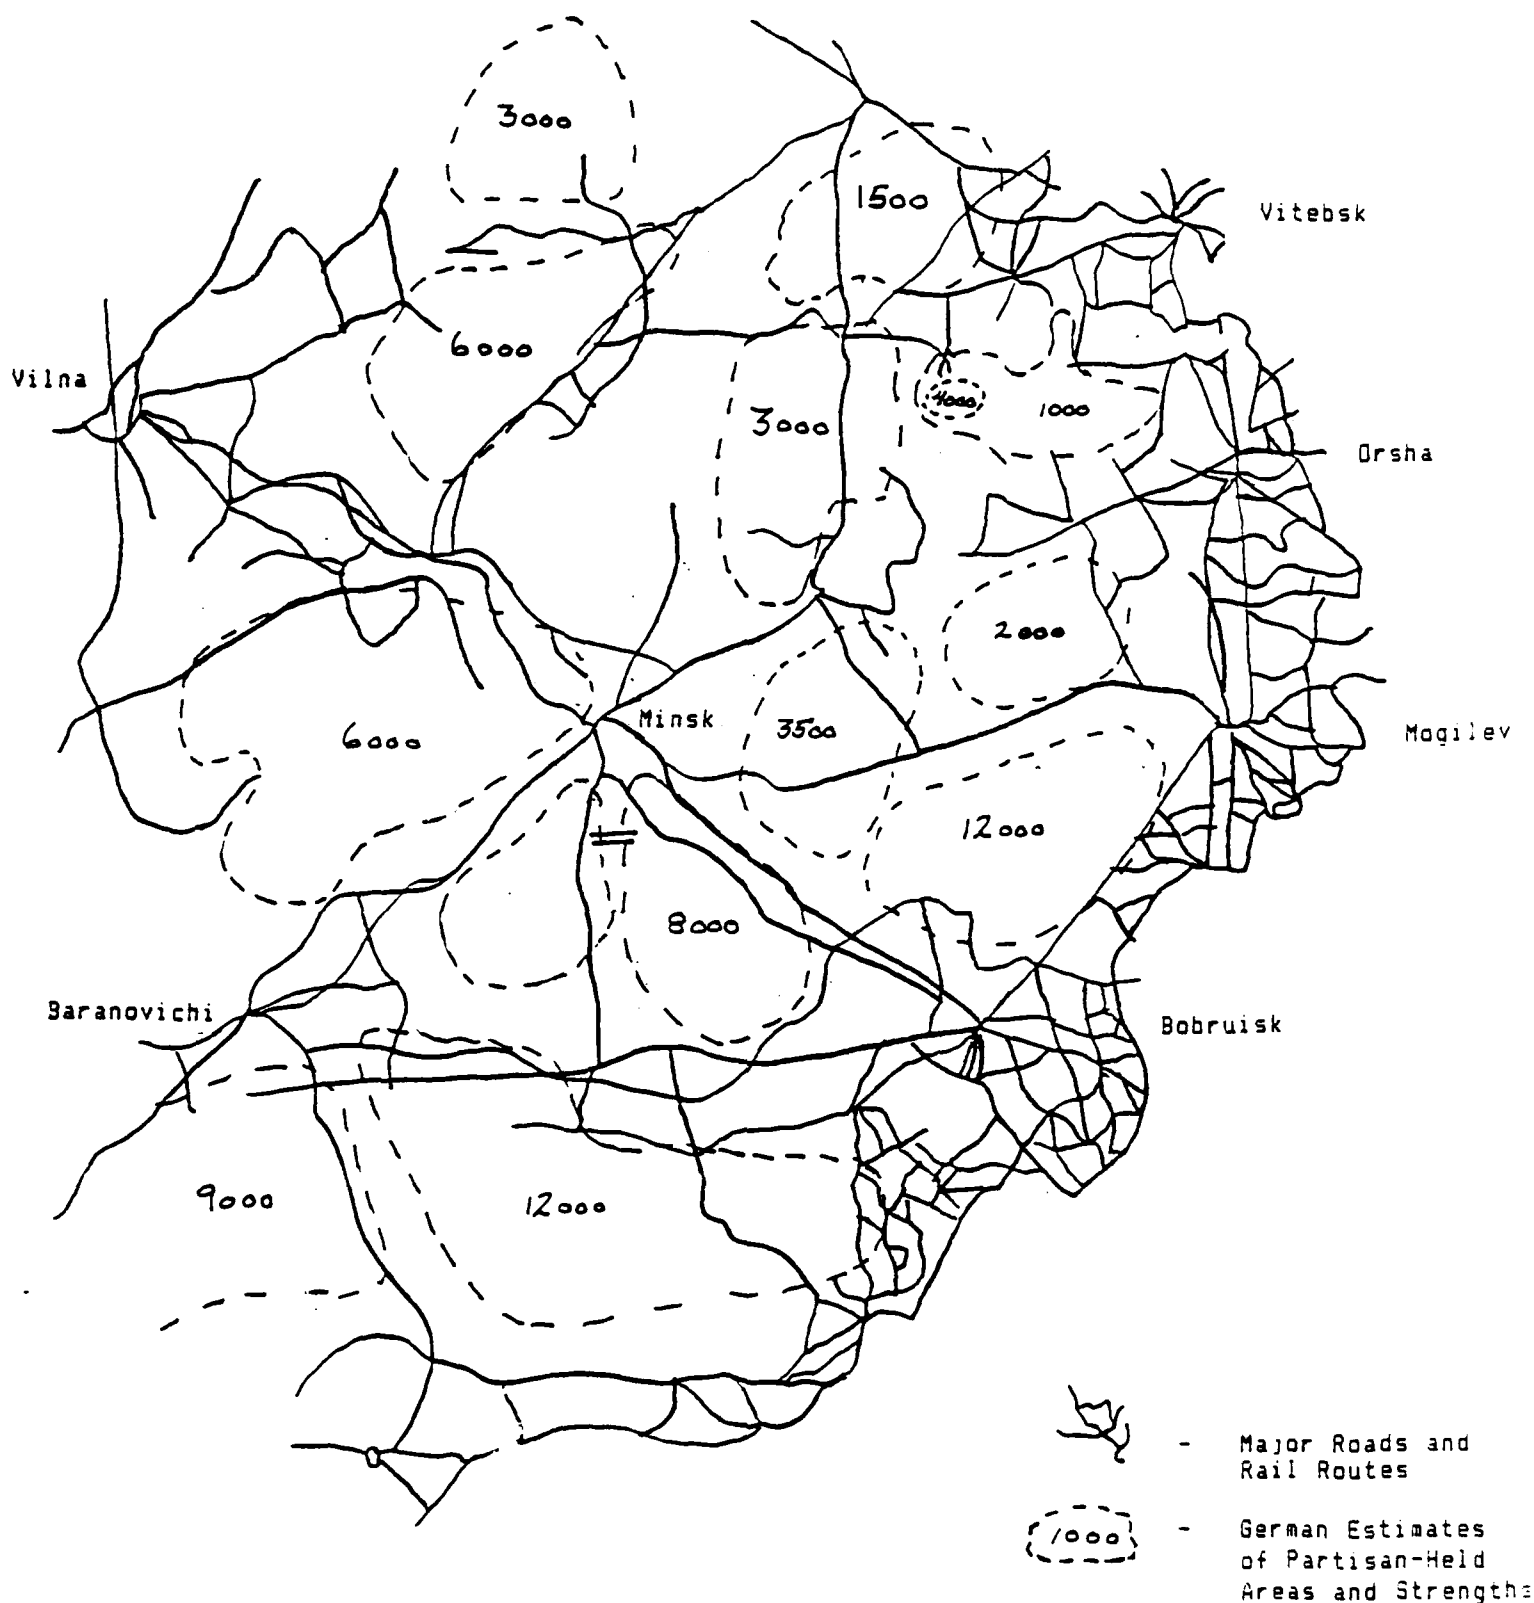 3000
1500
Vitebsk
6000
Vilna
3000
4000
1000
Orsha
2000
Minsk
3500
6000
Mogilev
12000
8000
Baranovichi
Bobruisk
9000
12000
Major Roads and
Rail Routes
1000
German Estimates
of Partisan-Held
Areas and Strengths